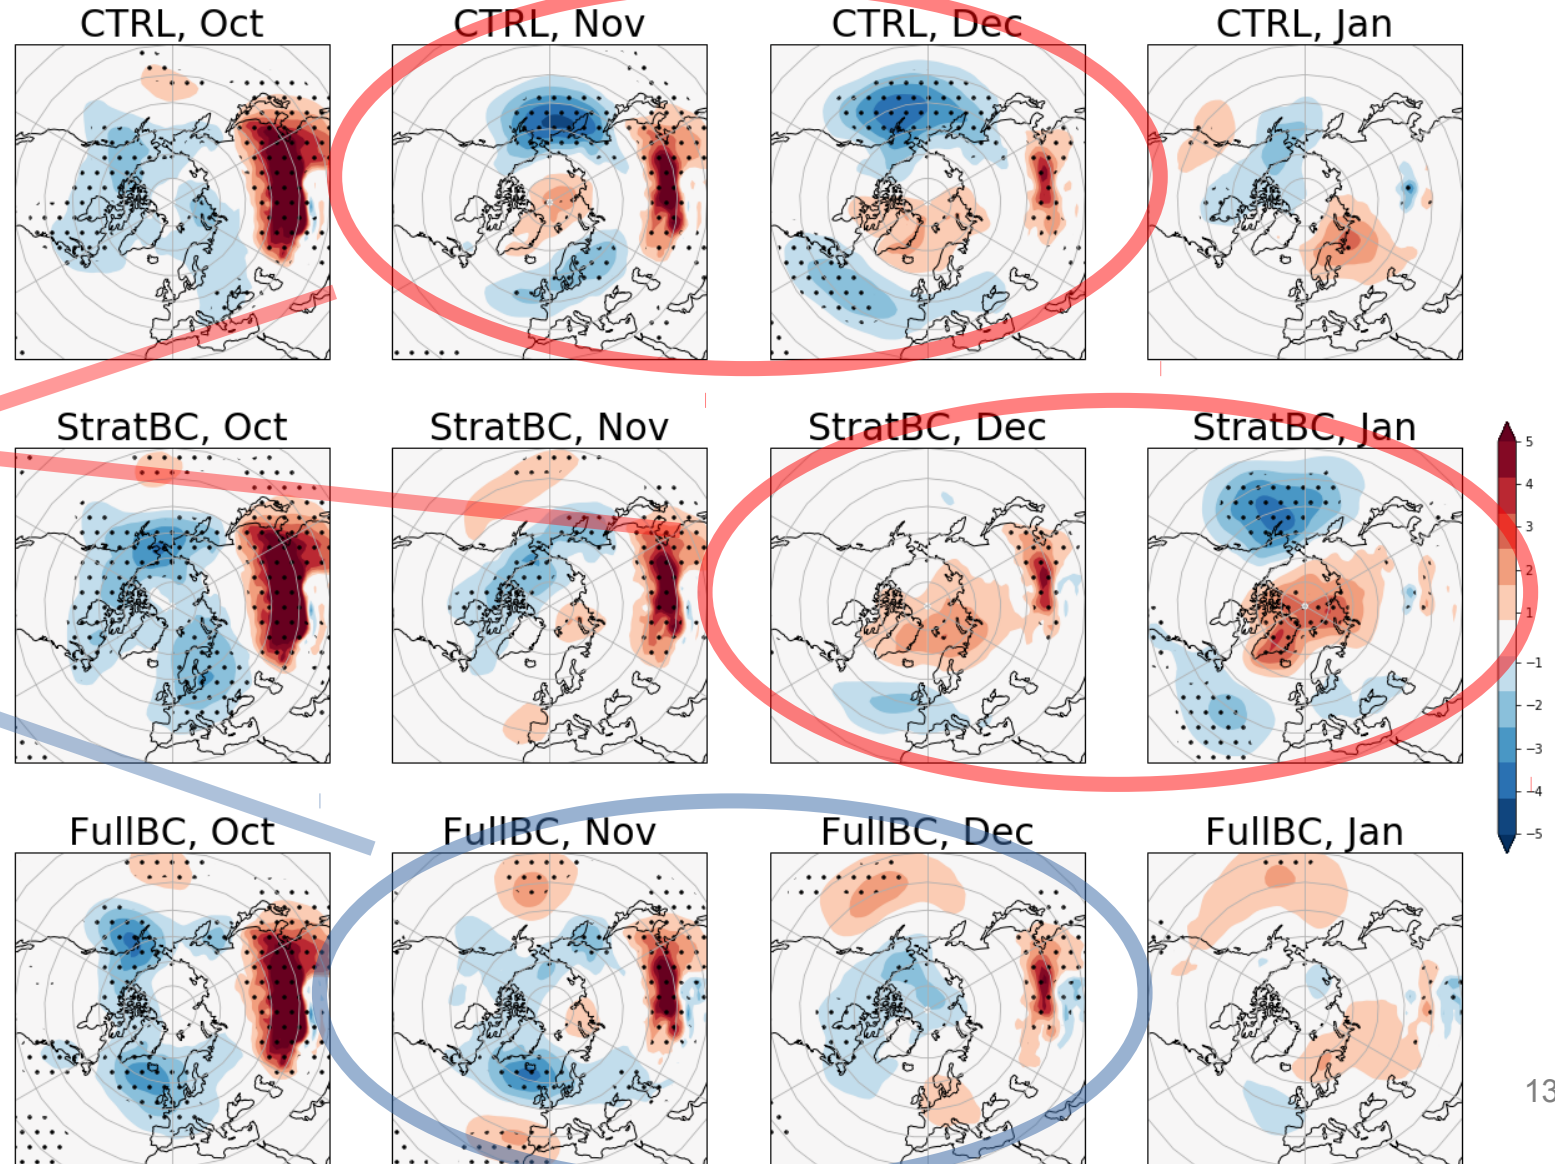 CTRL, Oct
CTRL, Nov
CTRL, Dec
CTRL, Jan
StratBC, Oct
StratBC, Nov
StratBC, Dec
StratBC, Jan
5
4
3
2
1
−1
−2
−3
−4
−5
FullBC, Oct
FullBC, Nov
FullBC, Dec
FullBC, Jan
13